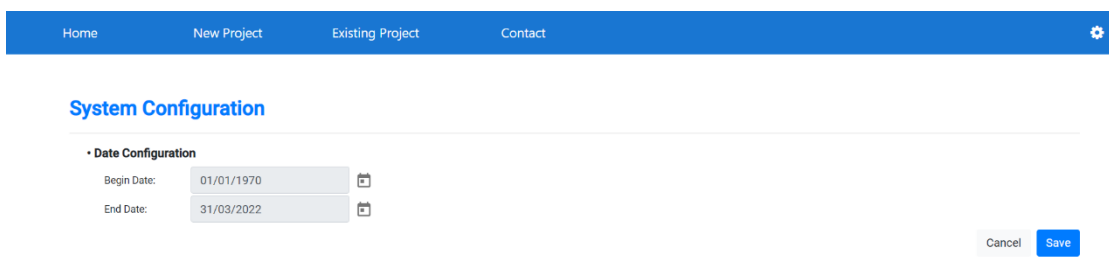 Home New Project Existing Project Contact
System Configuration
• Date Configuration
Begin Date: 01/01/1970
End Date: 31/03/2022
Cancel Save